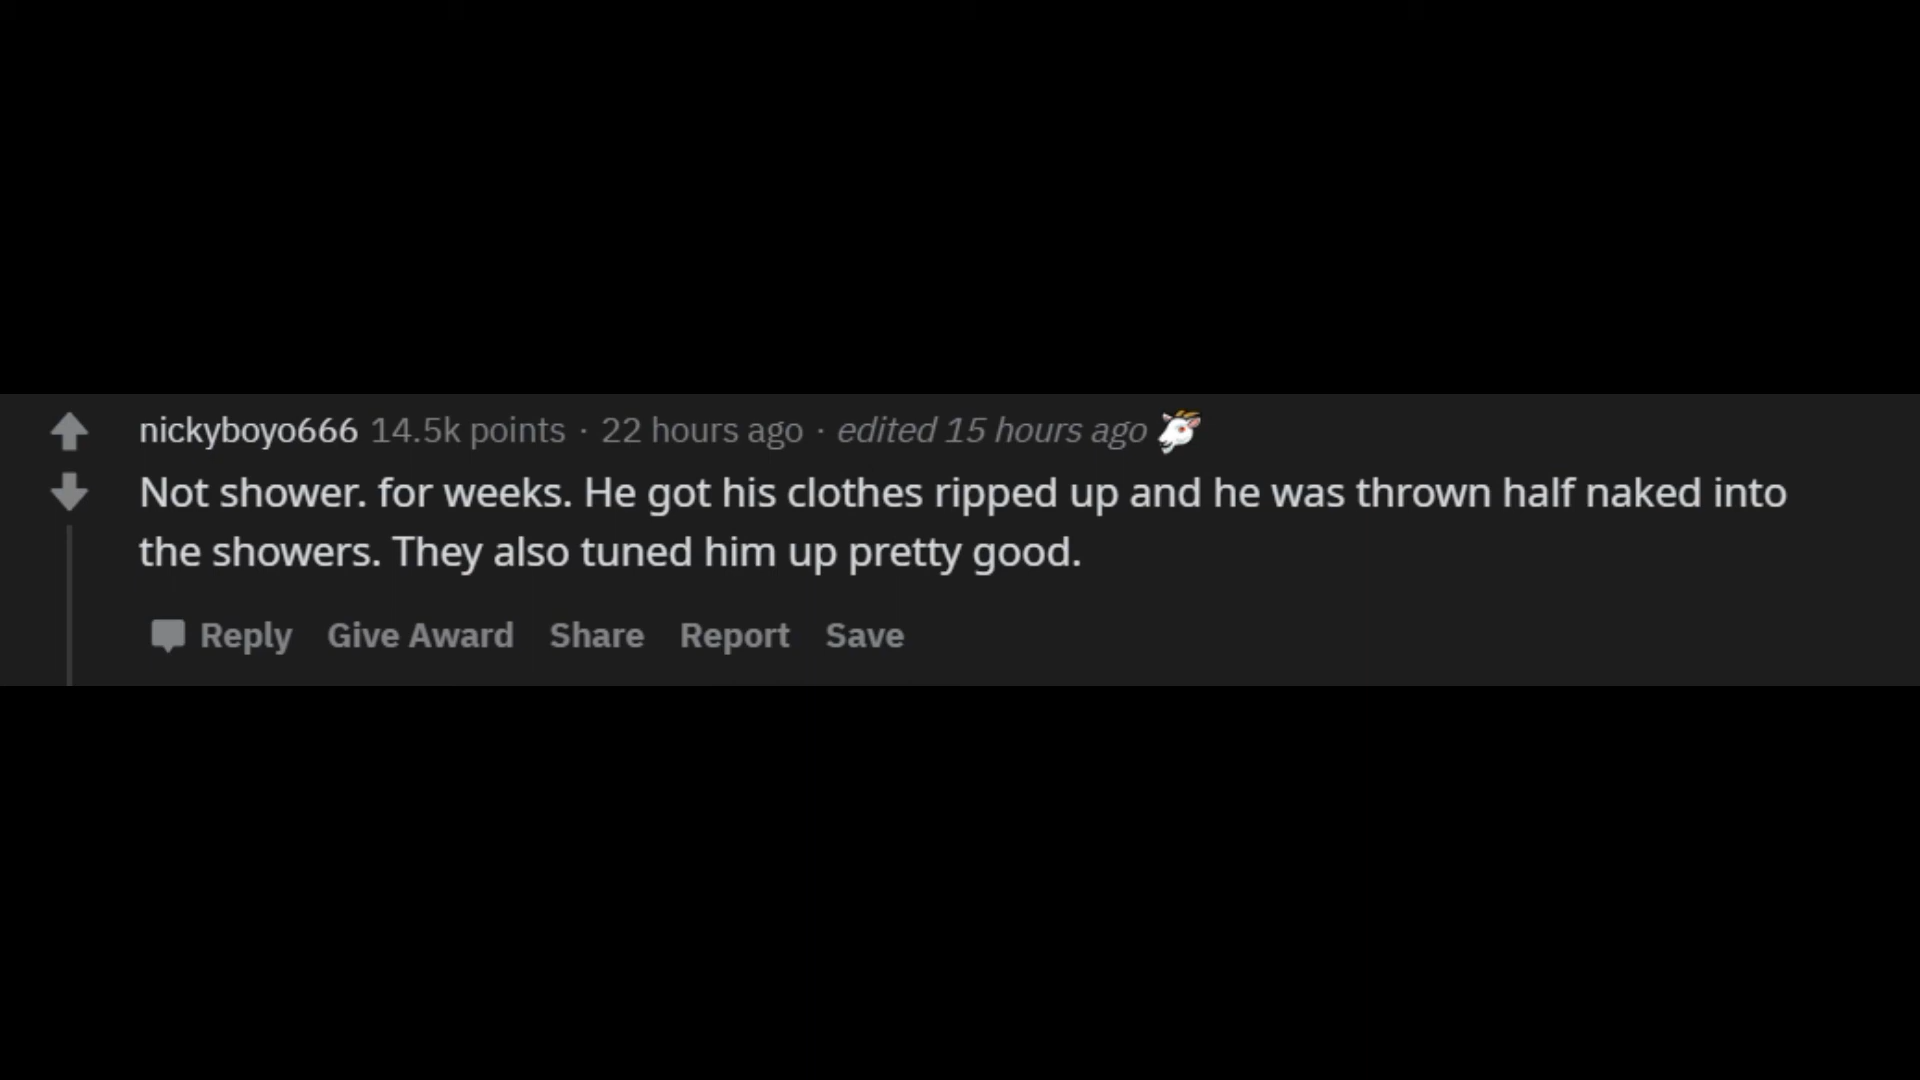 nickyboyo666 14.5k points · 22 hours ago · edited 15 hours ago
Not shower. for weeks. He got his clothes ripped up and he was thrown half naked into
the showers. They also tuned him up pretty good.
Reply Give Award Share Report Save